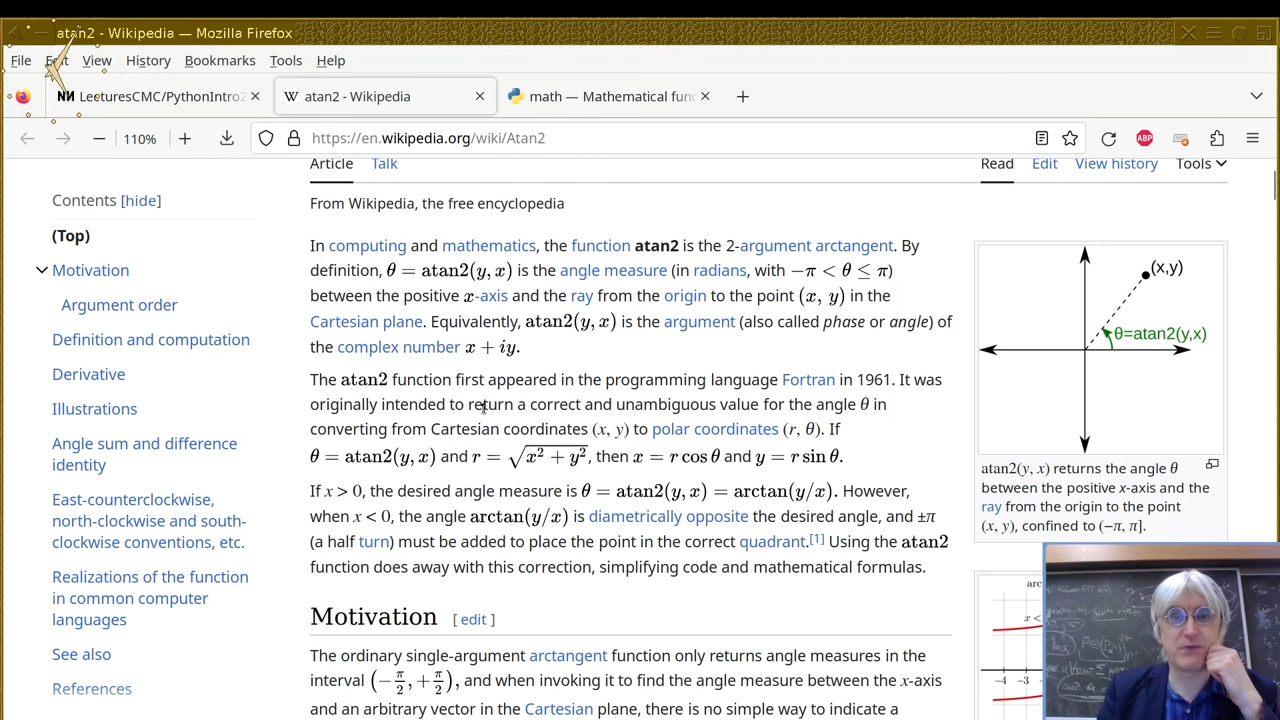 atan2 - Wikipedia — Mozilla Firefox
File Edit View History Bookmarks Tools Help
LecturesCMC/PythonIntro2
atan2 - Wikipedia
math — Mathematical func
110%
https://en.wikipedia.org/wiki/Atan2
Article Talk
Read Edit View history Tools
From Wikipedia, the free encyclopedia
Contents [hide]
(Top)
Motivation
Argument order
Definition and computation
Derivative
Illustrations
Angle sum and difference
identity
East-counterclockwise,
north-clockwise and south-
clockwise conventions, etc.
Realizations of the function
in common computer
languages
See also
References
In computing and mathematics, the function atan2 is the 2-argument arctangent. By
definition, θ = atan2(y, x) is the angle measure (in radians, with −π < θ ≤ π)
between the positive x-axis and the ray from the origin to the point (x, y) in the
Cartesian plane. Equivalently, atan2(y, x) is the argument (also called phase or angle) of
the complex number x + iy.
The atan2 function first appeared in the programming language Fortran in 1961. It was
originally intended to return a correct and unambiguous value for the angle θ in
converting from Cartesian coordinates (x, y) to polar coordinates (r, θ). If
θ = atan2(y, x) and r = √x² + y², then x = r cos θ and y = r sin θ.
If x > 0, the desired angle measure is θ = atan2(y, x) = arctan(y/x). However,
when x < 0, the angle arctan(y/x) is diametrically opposite the desired angle, and ±π
(a half turn) must be added to place the point in the correct quadrant.[1] Using the atan2
function does away with this correction, simplifying code and mathematical formulas.
Motivation [ edit ]
The ordinary single-argument arctangent function only returns angle measures in the
interval (−π/2, +π/2), and when invoking it to find the angle measure between the x-axis
and an arbitrary vector in the Cartesian plane, there is no simple way to indicate a
(x,y)
θ=atan2(y,x)
atan2(y, x) returns the angle θ
between the positive x-axis and the
ray from the origin to the point
(x, y), confined to (−π, π].
arc
x <
−4 −3